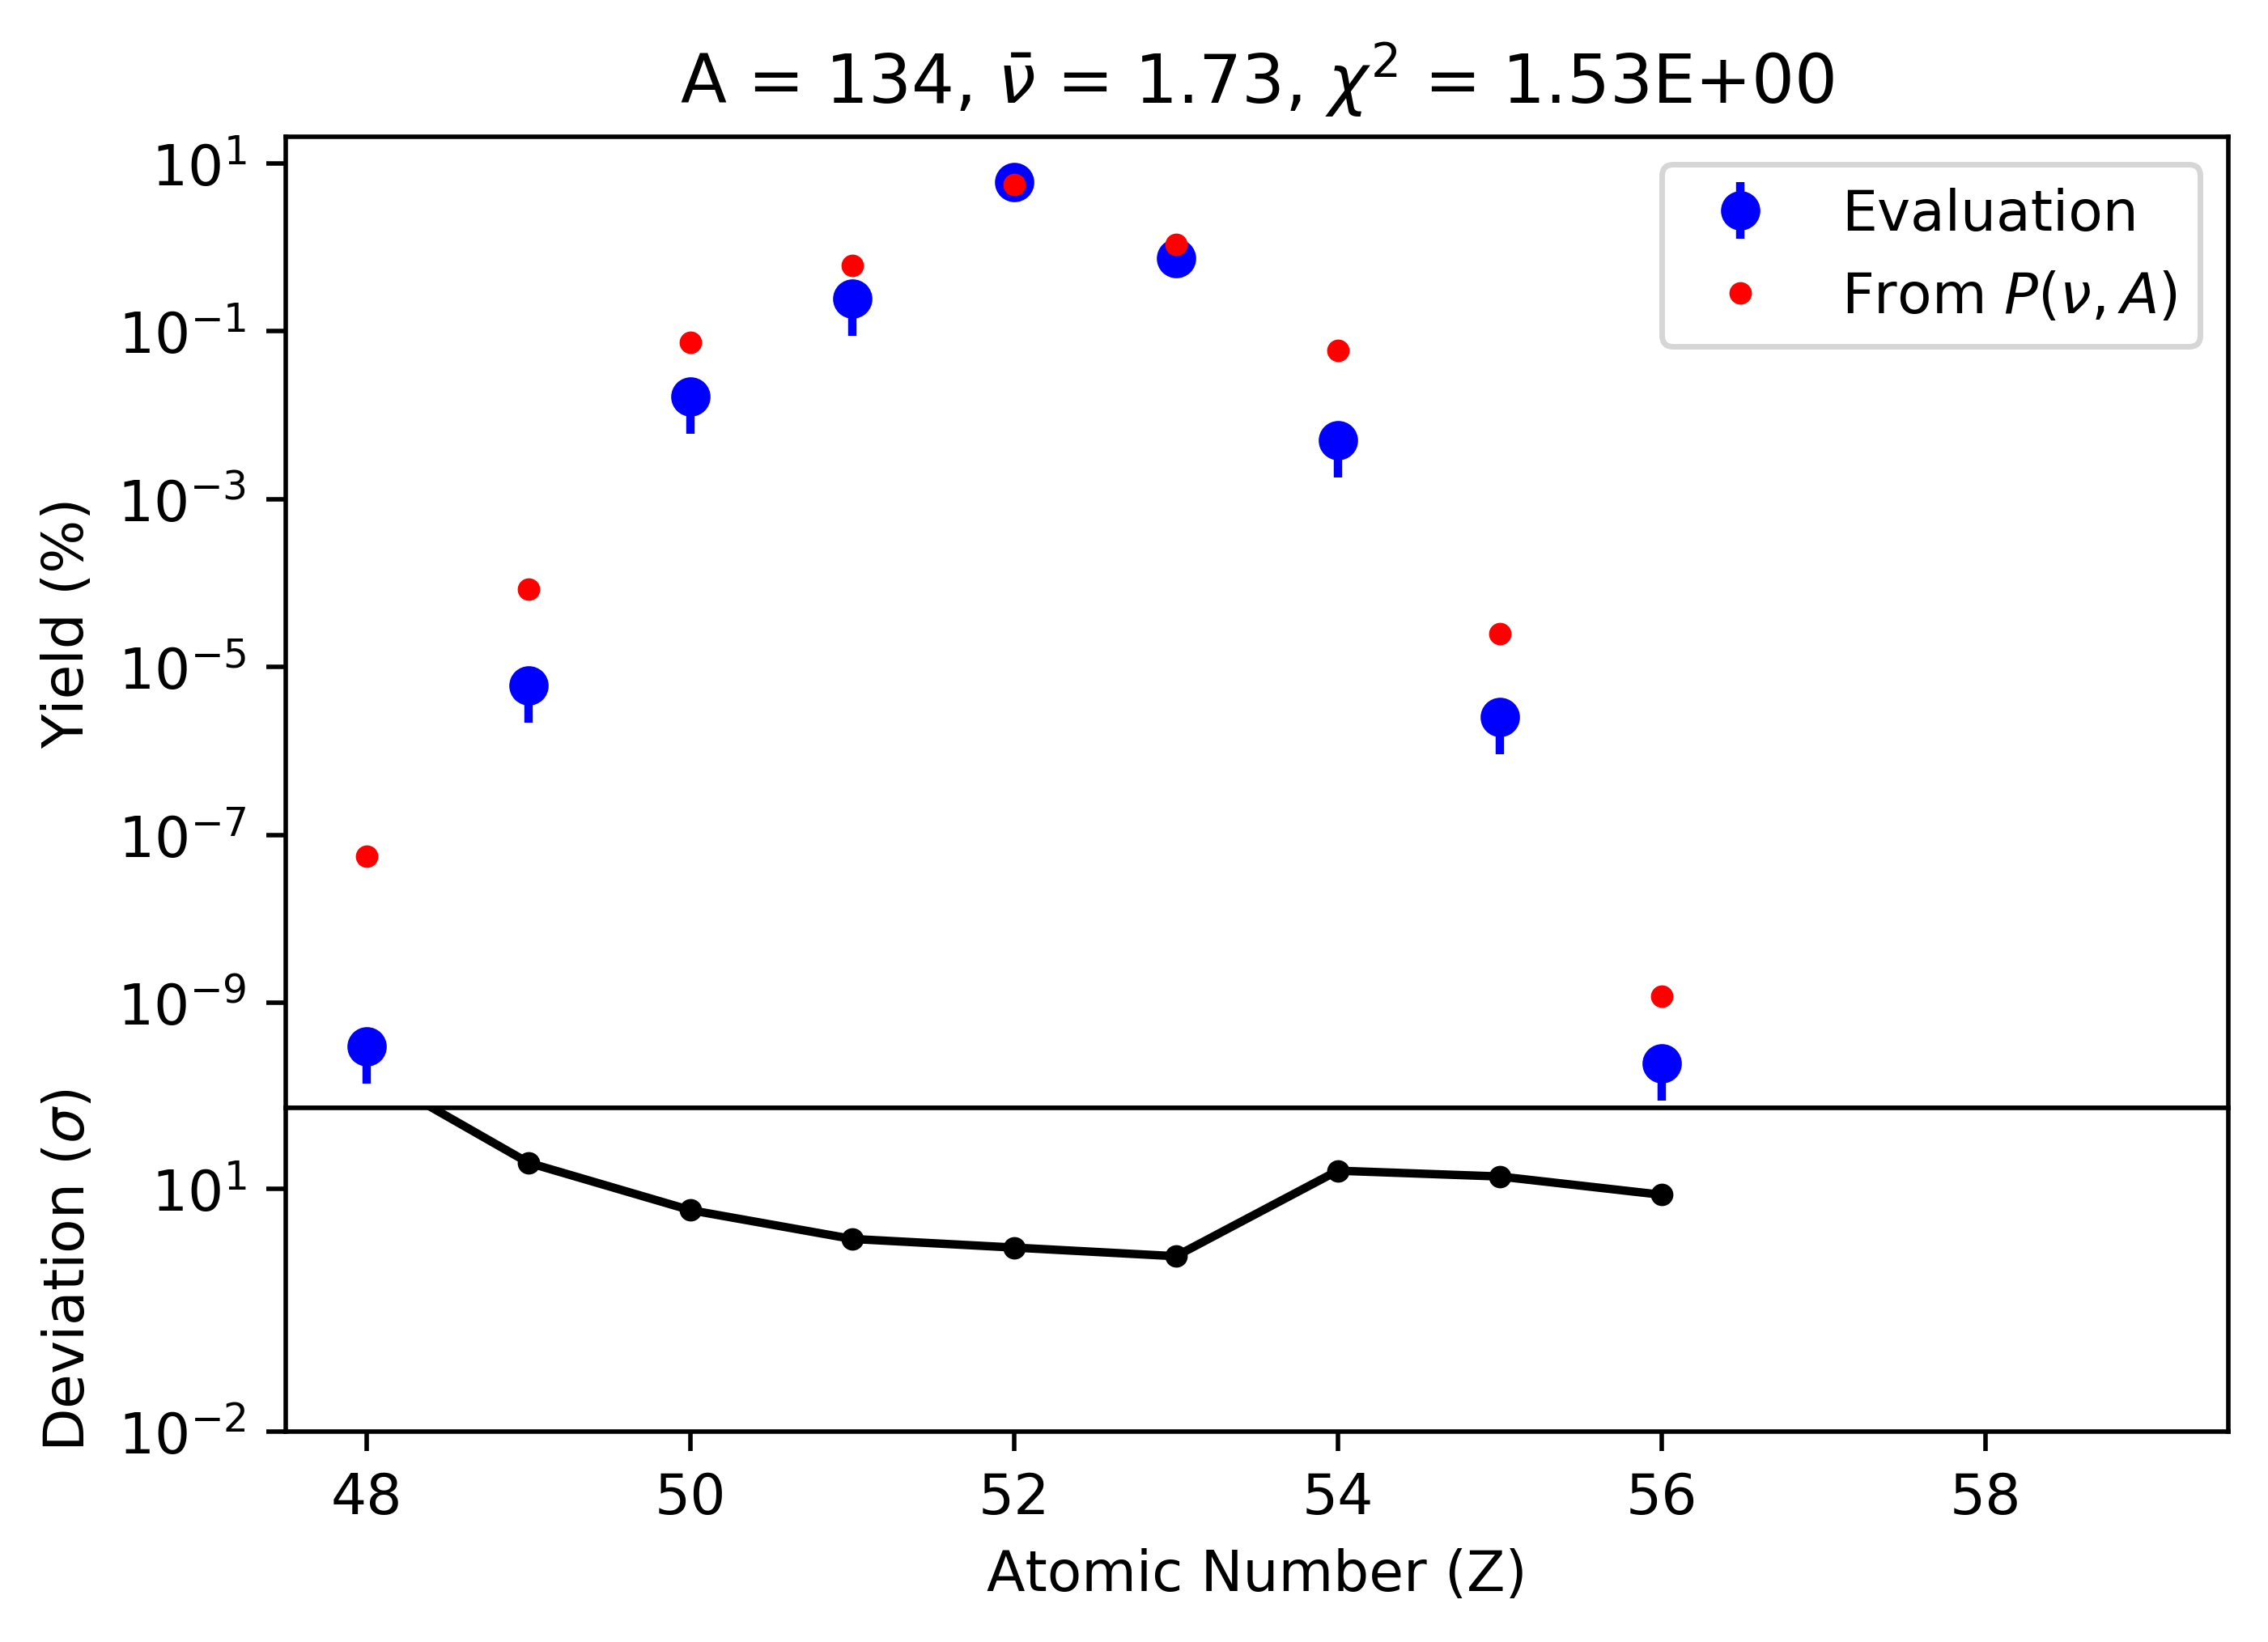 A = 134, ν̄ = 1.73, χ² = 1.53E+00
10¹
10⁻¹
10⁻³
10⁻⁵
10⁻⁷
10⁻⁹
Yield (%)
Evaluation
From P(ν, A)
10¹
10⁻²
Deviation (σ)
48 50 52 54 56 58
Atomic Number (Z)